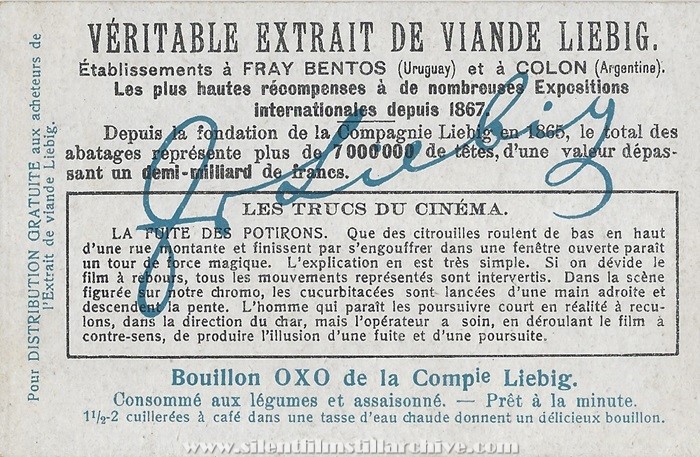 VÉRITABLE EXTRAIT DE VIANDE LIEBIG.
Établissements à FRAY BENTOS (Uruguay) et à COLON (Argentine).
Les plus hautes récompenses à de nombreuses Expositions
internationales depuis 1867.
Depuis la fondation de la Compagnie Liebig en 1865, le total des
abatages représente plus de 7 000 000 de têtes, d'une valeur dépas-
sant un demi-milliard de francs.
J v Liebig
LES TRUCS DU CINÉMA.
LA FUITE DES POTIRONS. Que des citrouilles roulent de bas en haut
d'une rue montante et finissent par s'engouffrer dans une fenêtre ouverte paraît
un tour de force magique. L'explication en est très simple. Si on dévide le
film à rebours, tous les mouvements représentés sont intervertis. Dans la scène
figurée sur notre chromo, les cucurbitacées sont lancées d'une main adroite et
descendent la pente. L'homme qui paraît les poursuivre court en réalité à recu-
lons, dans la direction du char, mais l'opérateur a soin, en déroulant le film à
contre-sens, de produire l'illusion d'une fuite et d'une poursuite.
Bouillon OXO de la Compie Liebig.
Consommé aux légumes et assaisonné. — Prêt à la minute.
1½-2 cuillerées à café dans une tasse d'eau chaude donnent un délicieux bouillon.
Pour DISTRIBUTION GRATUITE aux acheteurs de
l'Extrait de viande Liebig.
www.silentfilmstillarchive.com